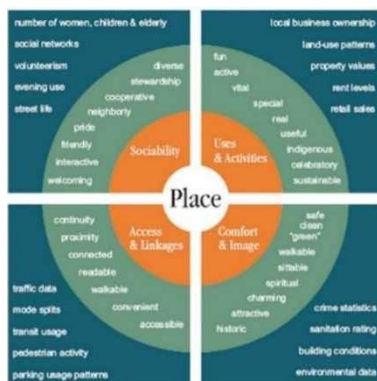 number of women, children & elderly
social networks
volunteerism
evening use
street life
diverse
stewardship
cooperative
neighborly
pride
friendly
interactive
welcoming
Sociability
local business ownership
land-use patterns
property values
rent levels
retail sales
fun
active
vital
special
real
useful
indigenous
celebratory
sustainable
Uses
& Activities
Place
continuity
proximity
connected
readable
walkable
convenient
accessible
Access
& Linkages
traffic data
mode splits
transit usage
pedestrian activity
parking usage patterns
safe
clean
"green"
walkable
sittable
spiritual
charming
attractive
historic
Comfort
& Image
crime statistics
sanitation rating
building conditions
environmental data